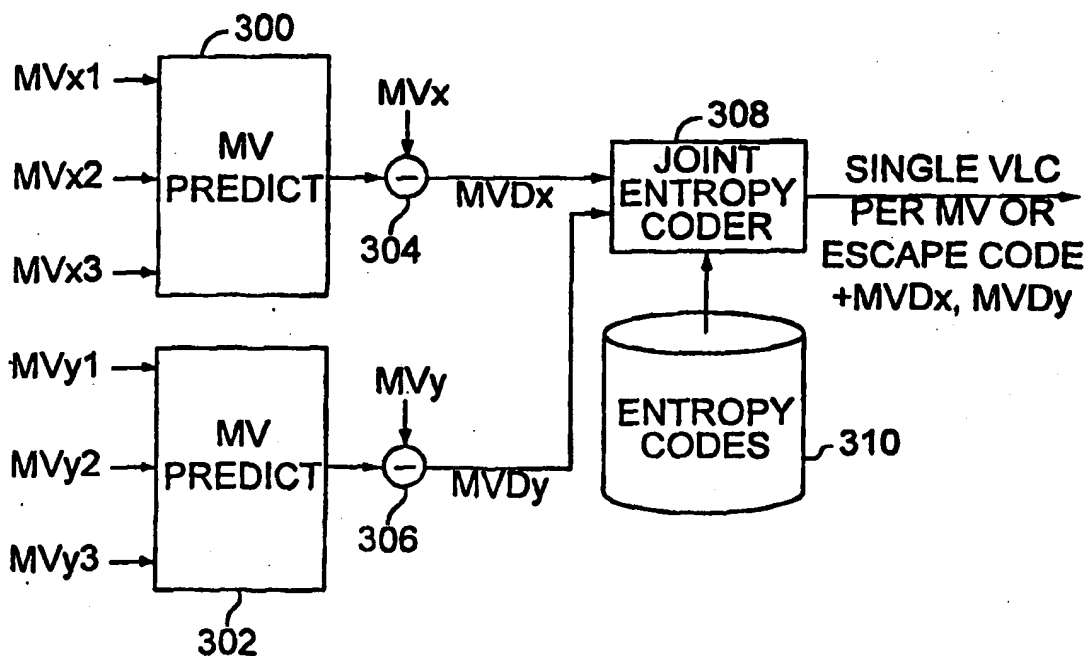 300
MVx1
MVx2
MVx3
MV
PREDICT
MVx
304
MVDx
308
JOINT
ENTROPY
CODER
SINGLE VLC
PER MV OR
ESCAPE CODE
+MVDx, MVDy
MVy1
MVy2
MVy3
MV
PREDICT
302
MVy
306
MVDy
ENTROPY
CODES
310